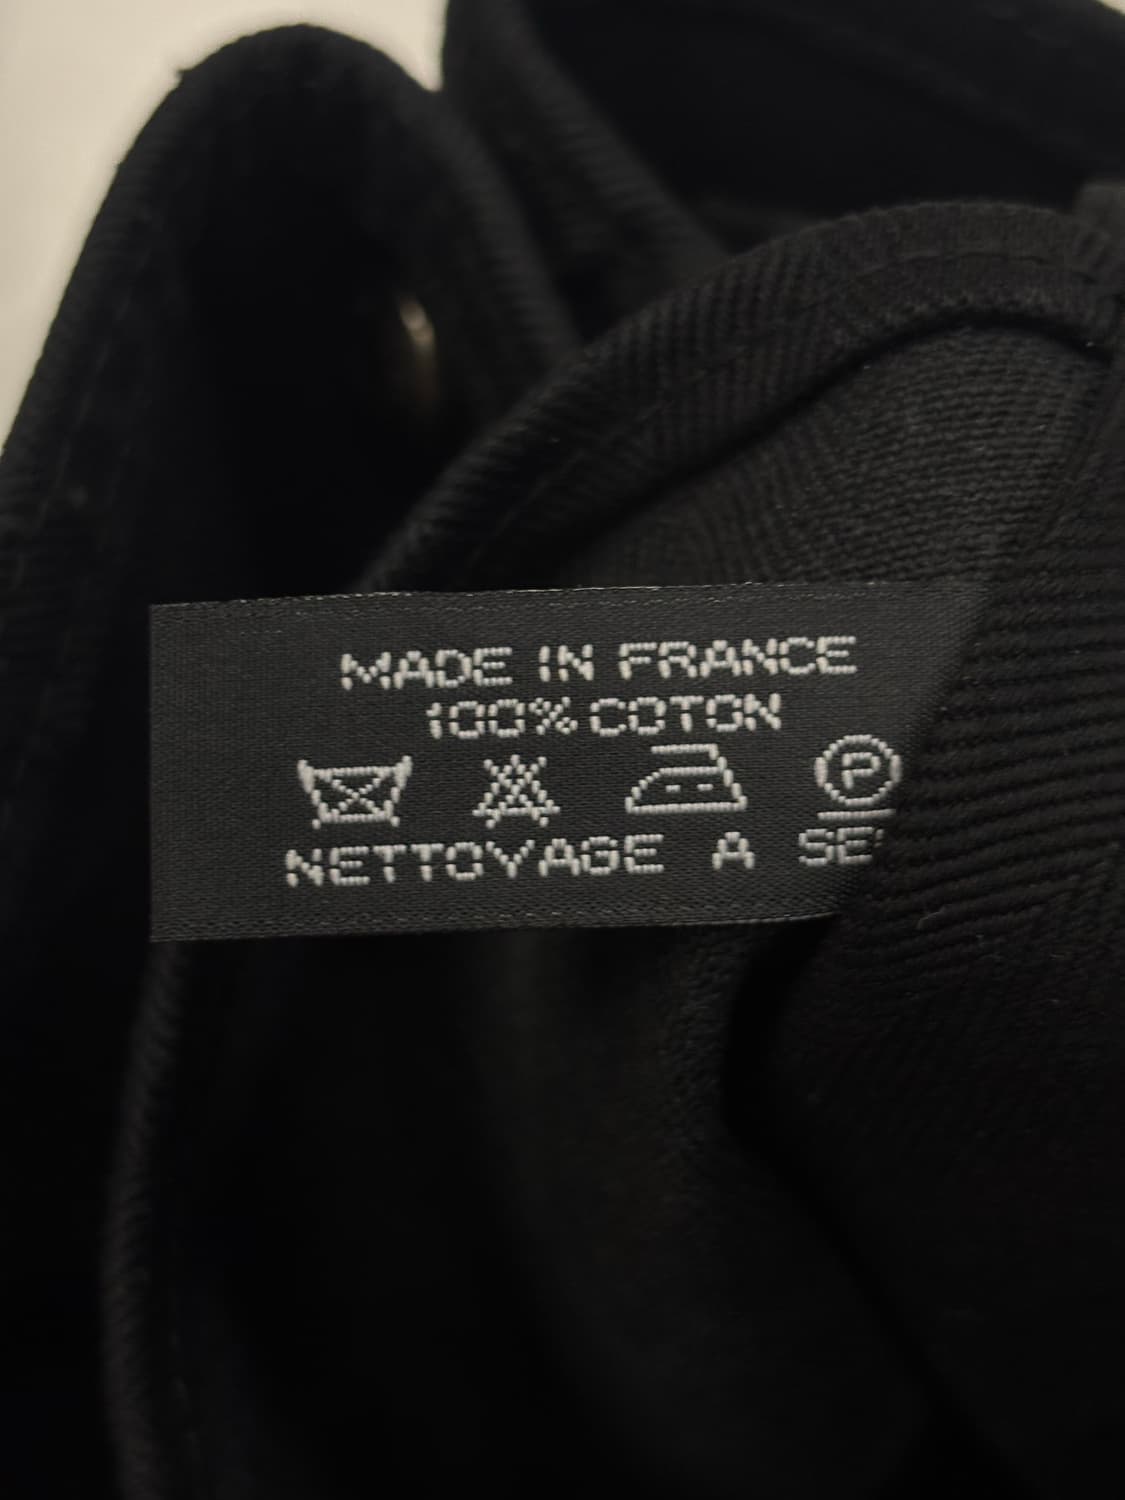 MADE IN FRANCE
100% COTON
P
NETTOYAGE A